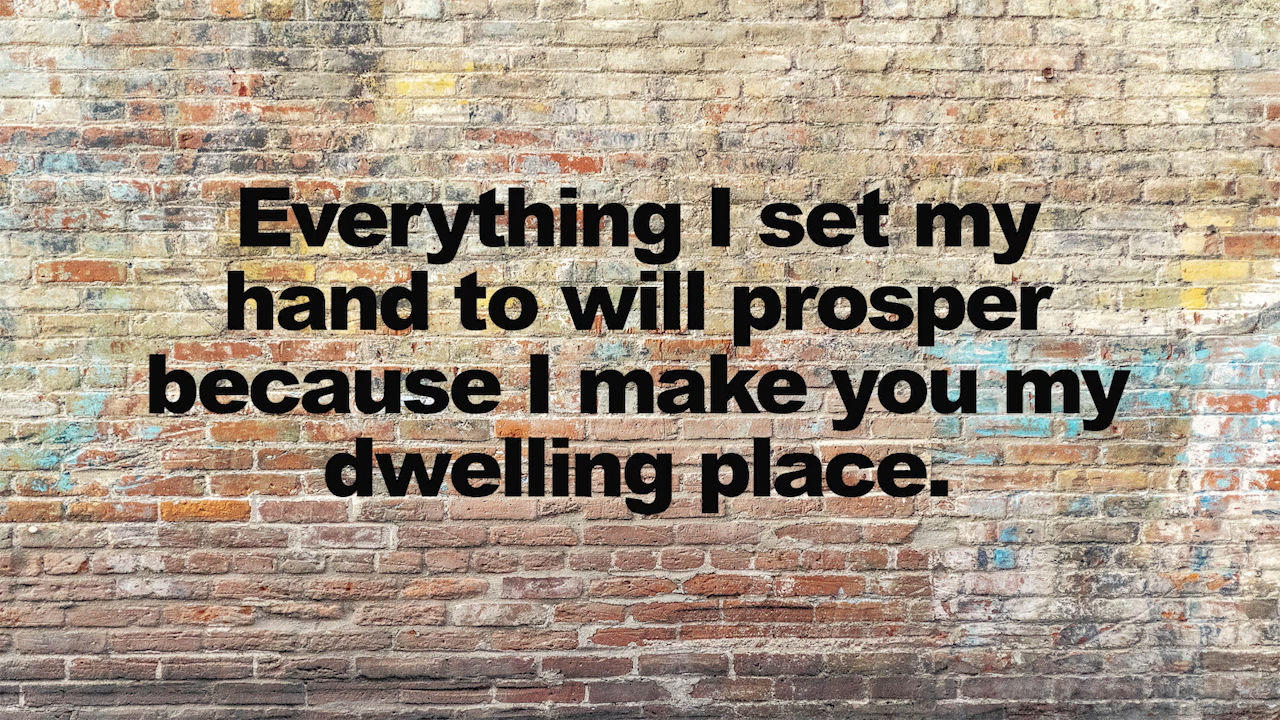 Everything I set my
hand to will prosper
because I make you my
dwelling place.